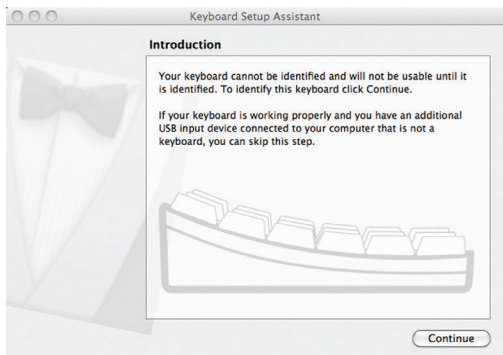 Keyboard Setup Assistant
Introduction
Your keyboard cannot be identified and will not be usable until it
is identified. To identify this keyboard click Continue.
If your keyboard is working properly and you have an additional
USB input device connected to your computer that is not a
keyboard, you can skip this step.
Continue